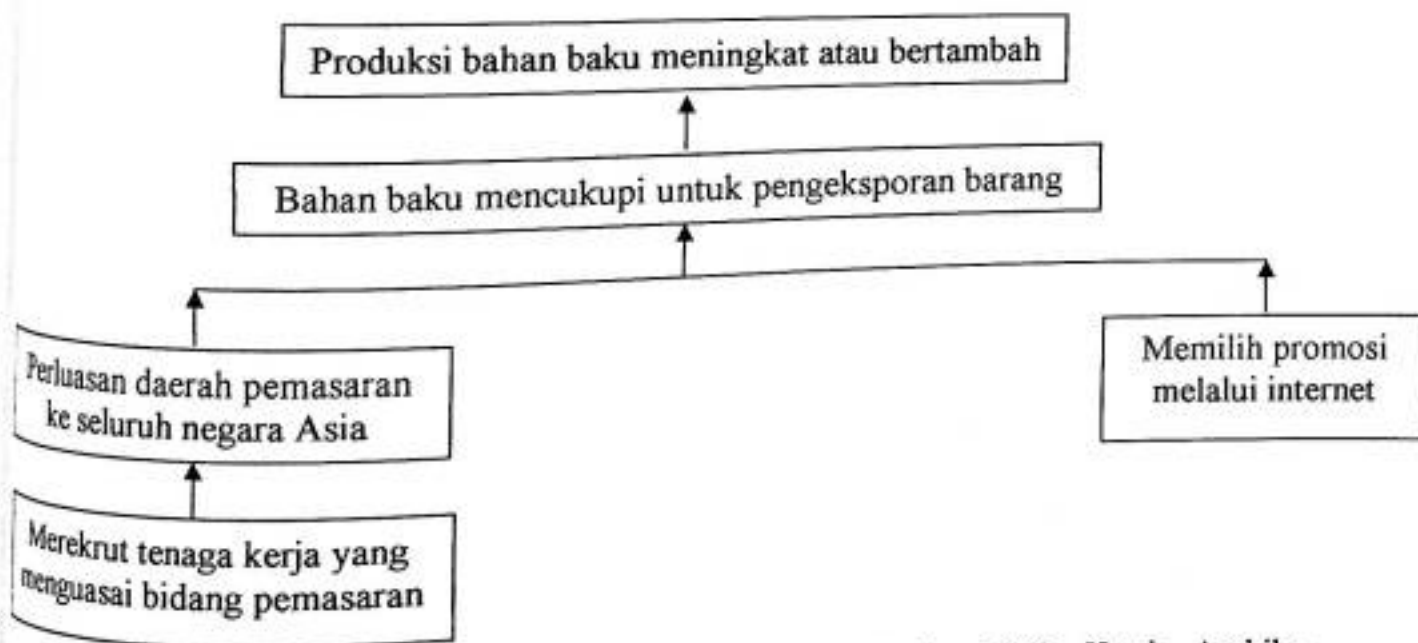 Produksi bahan baku meningkat atau bertambah
Bahan baku mencukupi untuk pengeksporan barang
Perluasan daerah pemasaran
ke seluruh negara Asia
Memilih promosi
melalui internet
Merekrut tenaga kerja yang
menguasai bidang pemasaran